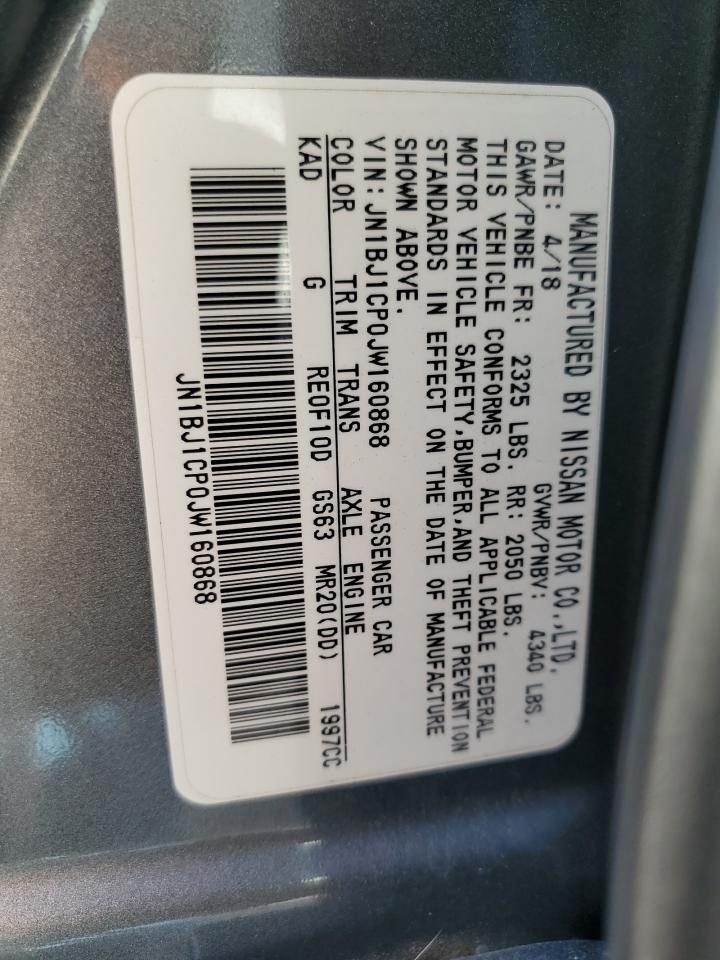 MANUFACTURED BY NISSAN MOTOR CO.,LTD.
DATE: 4/18 GVWR/PNBV: 4340 LBS.
GAWR/PNBE FR: 2325 LBS. RR: 2050 LBS.
THIS VEHICLE CONFORMS TO ALL APPLICABLE FEDERAL
MOTOR VEHICLE SAFETY,BUMPER,AND THEFT PREVENTION
STANDARDS IN EFFECT ON THE DATE OF MANUFACTURE
SHOWN ABOVE.
VIN: JN1BJ1CP0JW160868 PASSENGER CAR
COLOR TRIM TRANS AXLE ENGINE
KAD G RE0F10D GS63 MR20(DD) 1997CC
JN1BJ1CP0JW160868